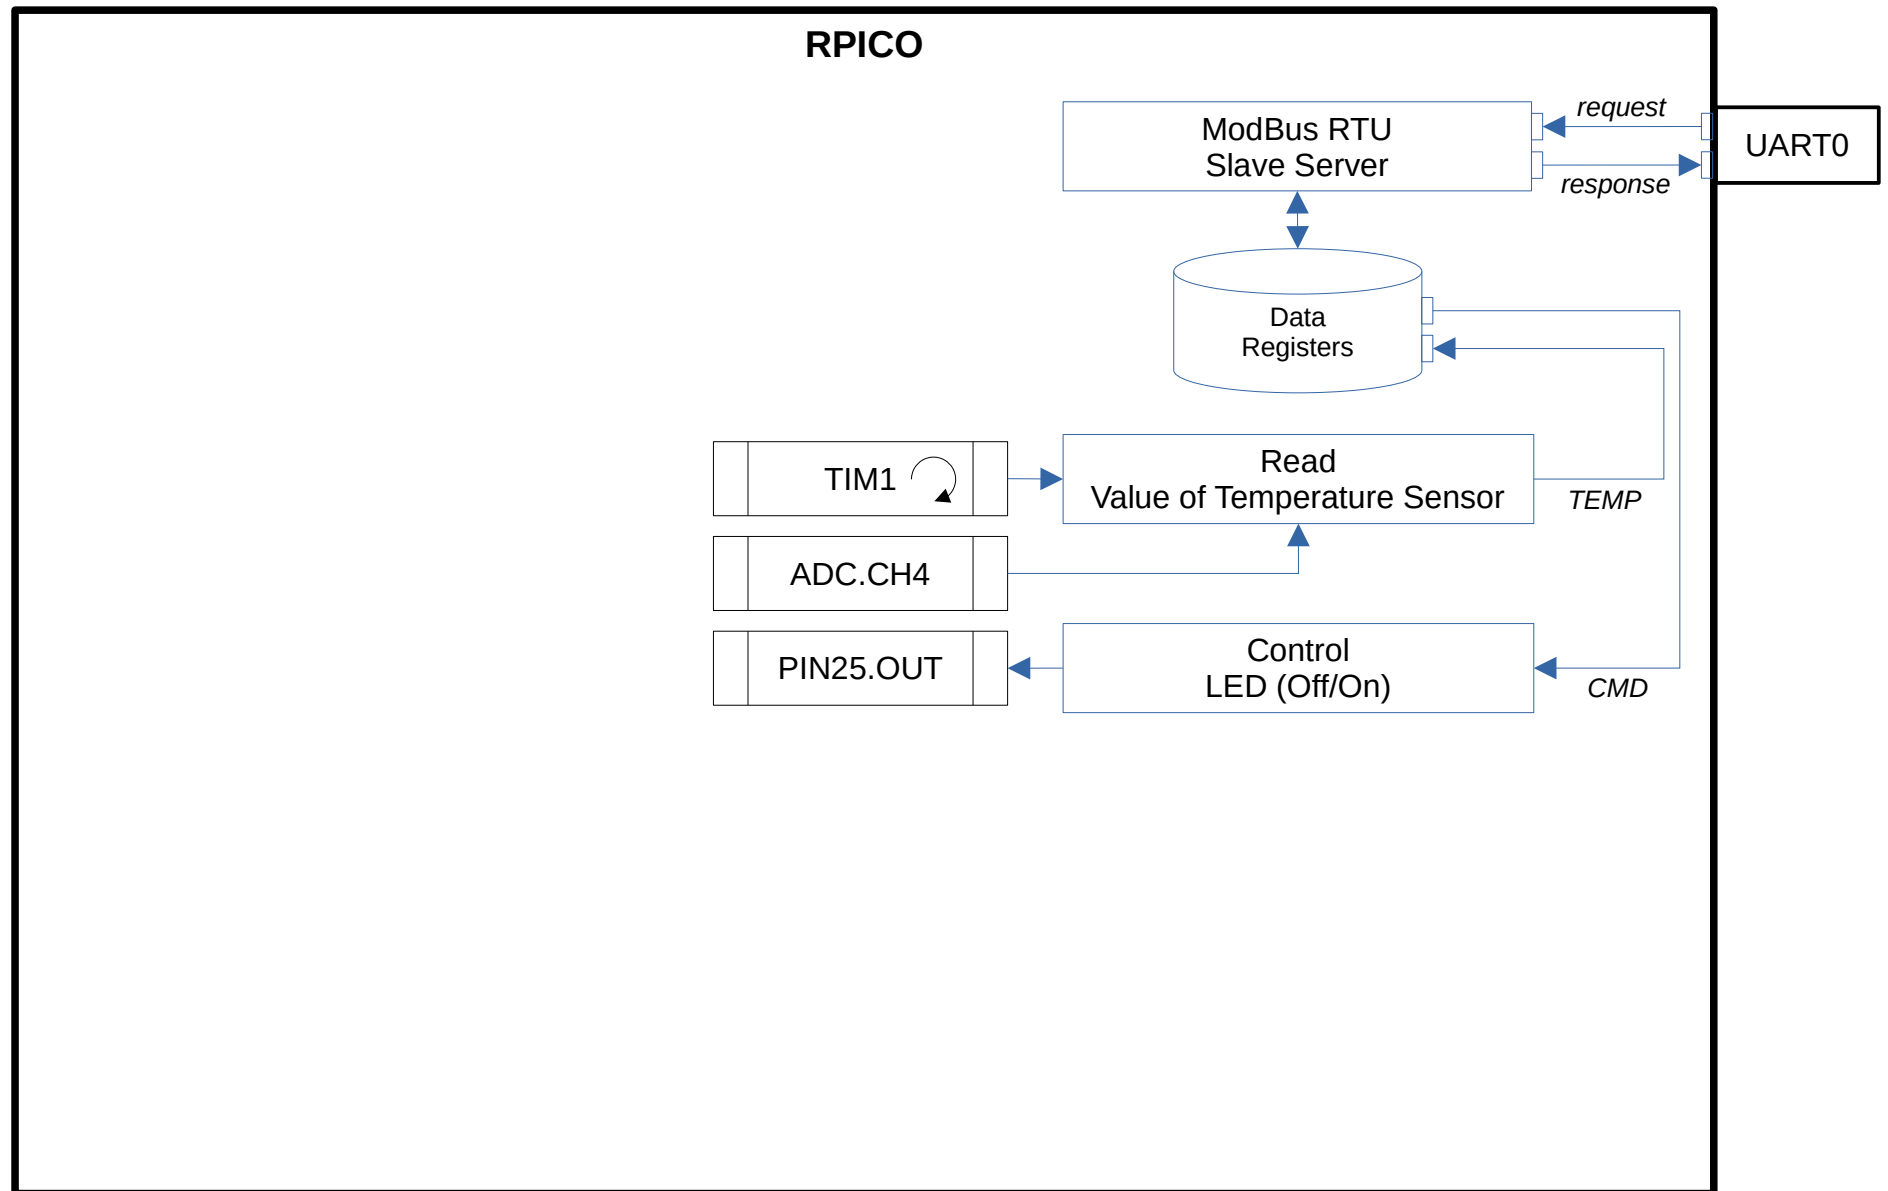 RPICO
ModBus RTU
Slave Server
request
response
UART0
Data
Registers
TIM1
Read
Value of Temperature Sensor
TEMP
ADC.CH4
PIN25.OUT
Control
LED (Off/On)
CMD